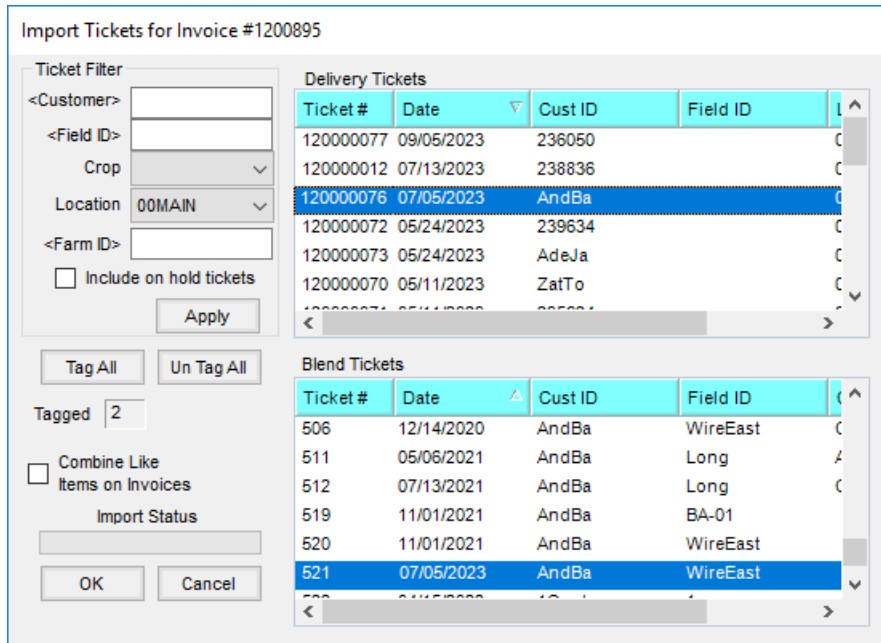 Import Tickets for Invoice #1200895
Ticket Filter
<Customer>
<Field ID>
Crop
Location 00MAIN
<Farm ID>
Include on hold tickets
Apply
Tag All Un Tag All
Tagged 2
Combine Like
Items on Invoices
Import Status
OK Cancel
Delivery Tickets
Ticket # Date Cust ID Field ID
120000077 09/05/2023 236050
120000012 07/13/2023 238836
120000076 07/05/2023 AndBa
120000072 05/24/2023 239634
120000073 05/24/2023 AdeJa
120000070 05/11/2023 ZatTo
Blend Tickets
Ticket # Date Cust ID Field ID
506 12/14/2020 AndBa WireEast
511 05/06/2021 AndBa Long
512 07/13/2021 AndBa Long
519 11/01/2021 AndBa BA-01
520 11/01/2021 AndBa WireEast
521 07/05/2023 AndBa WireEast